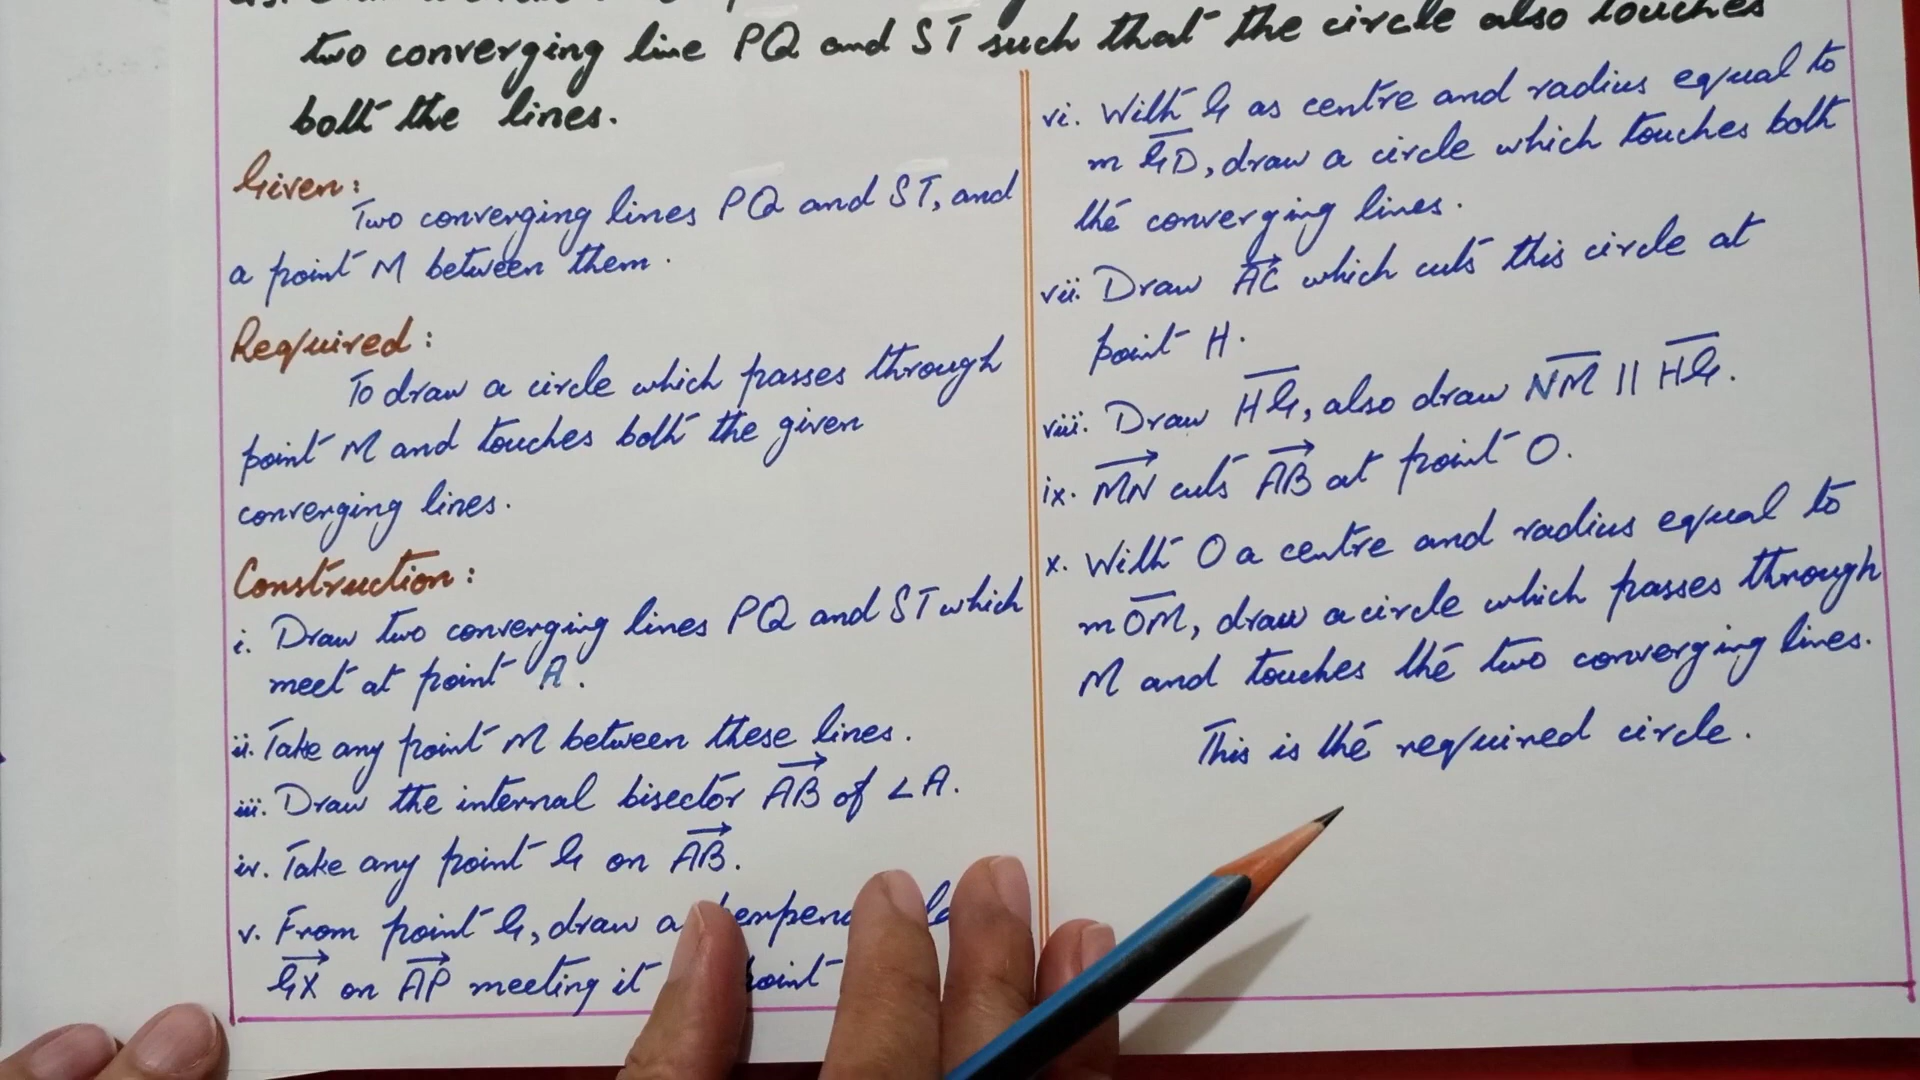 two converging line PQ and ST such that the circle also touches
both the lines.
Given:
Two converging lines PQ and ST, and
a point M between them.
Required:
To draw a circle which passes through
point M and touches both the given
converging lines.
Construction:
i. Draw two converging lines PQ and ST which
meet at point A.
ii. Take any point M between these lines.
iii. Draw the internal bisector AB of ∠A.
iv. Take any point G on AB.
v. From point G, draw a
GX on AP meeting it point
vi. With G as centre and radius equal to
m GD, draw a circle which touches both
the converging lines.
vii. Draw AC which cuts this circle at
point H.
viii. Draw HG, also draw NM || HG.
ix. MN cuts AB at point O.
x. With O a centre and radius equal to
m OM, draw a circle which passes through
M and touches the two converging lines.
This is the required circle.